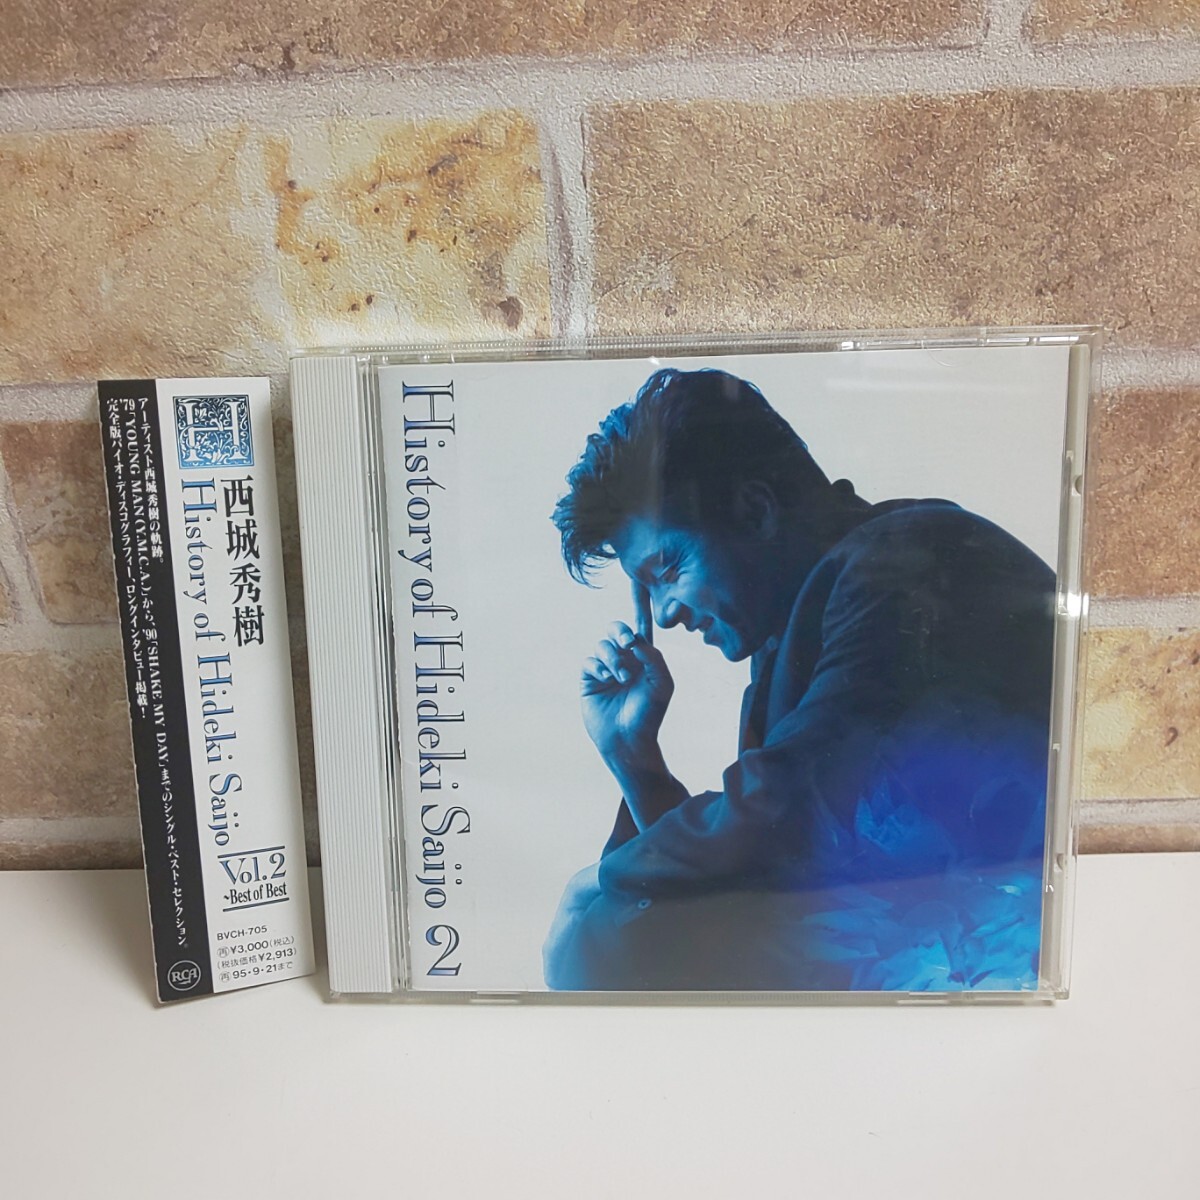 アーティスト西城秀樹の軌跡。
'79「YOUNG MAN(Y.M.C.A.)」から、'90「SHAKE MY DAY」までのシングル・ベスト・セレクション。
完全版バイオ・ディスコグラフィー、ロングインタビュー掲載！
H
西城秀樹
History of Hideki Saijo
Vol.2
~Best of Best
BVCH-705
再¥3,000(税込)
(税抜価格¥2,913)
再95・9・21まで
RCA
History of Hideki Saijo 2